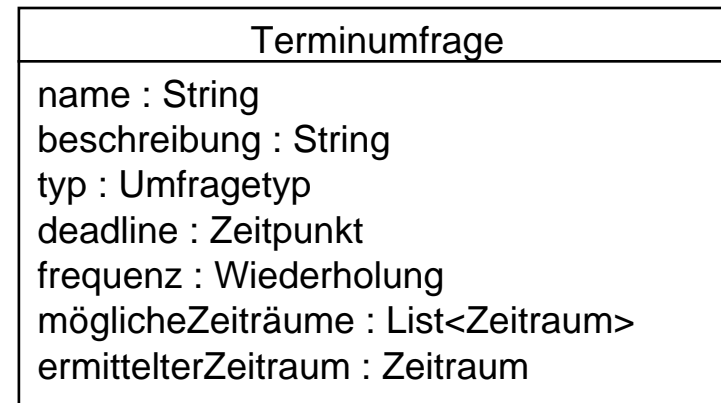 Terminumfrage
name : String
beschreibung : String
typ : Umfragetyp
deadline : Zeitpunkt
frequenz : Wiederholung
möglicheZeiträume : List<Zeitraum>
ermittelterZeitraum : Zeitraum